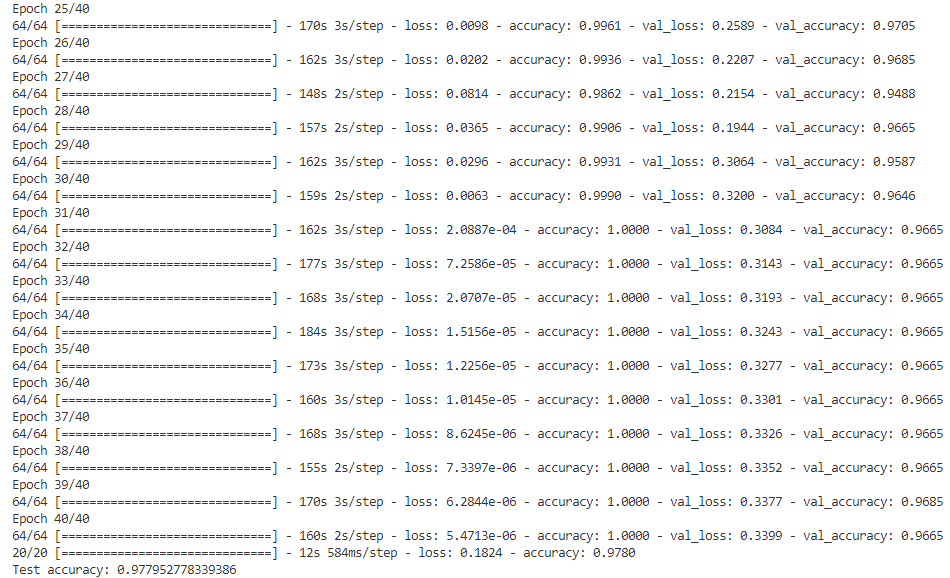 Epoch 25/40
64/64 [==============================] - 170s 3s/step - loss: 0.0098 - accuracy: 0.9961 - val_loss: 0.2589 - val_accuracy: 0.9705
Epoch 26/40
64/64 [==============================] - 162s 3s/step - loss: 0.0202 - accuracy: 0.9936 - val_loss: 0.2207 - val_accuracy: 0.9685
Epoch 27/40
64/64 [==============================] - 148s 2s/step - loss: 0.0814 - accuracy: 0.9862 - val_loss: 0.2154 - val_accuracy: 0.9488
Epoch 28/40
64/64 [==============================] - 157s 2s/step - loss: 0.0365 - accuracy: 0.9906 - val_loss: 0.1944 - val_accuracy: 0.9665
Epoch 29/40
64/64 [==============================] - 162s 3s/step - loss: 0.0296 - accuracy: 0.9931 - val_loss: 0.3064 - val_accuracy: 0.9587
Epoch 30/40
64/64 [==============================] - 159s 2s/step - loss: 0.0063 - accuracy: 0.9990 - val_loss: 0.3200 - val_accuracy: 0.9646
Epoch 31/40
64/64 [==============================] - 162s 3s/step - loss: 2.0887e-04 - accuracy: 1.0000 - val_loss: 0.3084 - val_accuracy: 0.9665
Epoch 32/40
64/64 [==============================] - 177s 3s/step - loss: 7.2586e-05 - accuracy: 1.0000 - val_loss: 0.3143 - val_accuracy: 0.9665
Epoch 33/40
64/64 [==============================] - 168s 3s/step - loss: 2.0707e-05 - accuracy: 1.0000 - val_loss: 0.3193 - val_accuracy: 0.9665
Epoch 34/40
64/64 [==============================] - 184s 3s/step - loss: 1.5156e-05 - accuracy: 1.0000 - val_loss: 0.3243 - val_accuracy: 0.9665
Epoch 35/40
64/64 [==============================] - 173s 3s/step - loss: 1.2256e-05 - accuracy: 1.0000 - val_loss: 0.3277 - val_accuracy: 0.9665
Epoch 36/40
64/64 [==============================] - 160s 3s/step - loss: 1.0145e-05 - accuracy: 1.0000 - val_loss: 0.3301 - val_accuracy: 0.9665
Epoch 37/40
64/64 [==============================] - 168s 3s/step - loss: 8.6245e-06 - accuracy: 1.0000 - val_loss: 0.3326 - val_accuracy: 0.9665
Epoch 38/40
64/64 [==============================] - 155s 2s/step - loss: 7.3397e-06 - accuracy: 1.0000 - val_loss: 0.3352 - val_accuracy: 0.9665
Epoch 39/40
64/64 [==============================] - 170s 3s/step - loss: 6.2844e-06 - accuracy: 1.0000 - val_loss: 0.3377 - val_accuracy: 0.9685
Epoch 40/40
64/64 [==============================] - 160s 2s/step - loss: 5.4713e-06 - accuracy: 1.0000 - val_loss: 0.3399 - val_accuracy: 0.9665
20/20 [==============================] - 12s 584ms/step - loss: 0.1824 - accuracy: 0.9780
Test accuracy: 0.977952778339386